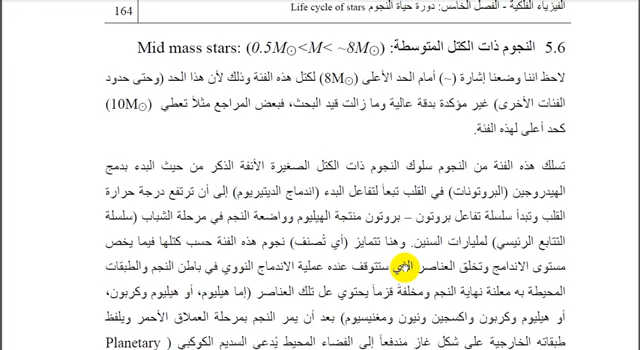 الفيزياء الفلكية - الفصل الخامس: دورة حياة النجوم Life cycle of stars 164
5.6 النجوم ذات الكتل المتوسطة: Mid mass stars: (0.5M☉<M< ~8M☉)
لاحظ اننا وضعنا إشارة (~) أمام الحد الأعلى (8M☉) لكتل هذه الفئة وذلك لأن هذا الحد (وحتى حدود
الفئات الأخرى) غير مؤكدة بدقة عالية وما زالت قيد البحث، فبعض المراجع مثلاً تعطي (10M☉)
كحد أعلى لهذه الفئة.
تسلك هذه الفئة من النجوم سلوك النجوم ذات الكتل الصغيرة الأنفة الذكر من حيث البدء بدمج
الهيدروجين (البروتونات) في القلب تبعاً لتفاعل البدء (اندماج الديتيريوم) إلى أن ترتفع درجة حرارة
القلب وتبدأ سلسلة تفاعل بروتون – بروتون منتجة الهيليوم وواضعة النجم في مرحلة الشباب (سلسلة
التتابع الرئيسي) لمليارات السنين. وهنا تتمايز (أي تُصنف) نجوم هذه الفئة حسب كتلها فيما يخص
مستوى الاندامج وتخلق العناصر ستتوقف عنده عملية الاندماج النووي في باطن النجم والطبقات
المحيطة به معلنة نهاية النجم ومخلفة قزماً يحتوي عل تلك العناصر (إما هيليوم، أو هيليوم وكربون،
أو هيليوم وكربون واكسجين ونيون ومغنيسيوم) بعد أن يمر النجم بمرحلة العملاق الأحمر ويلفظ
طبقاته الخارجية على شكل غاز مندفعاً إلى الفضاء المحيط يُدعى السديم الكوكبي ( Planetary